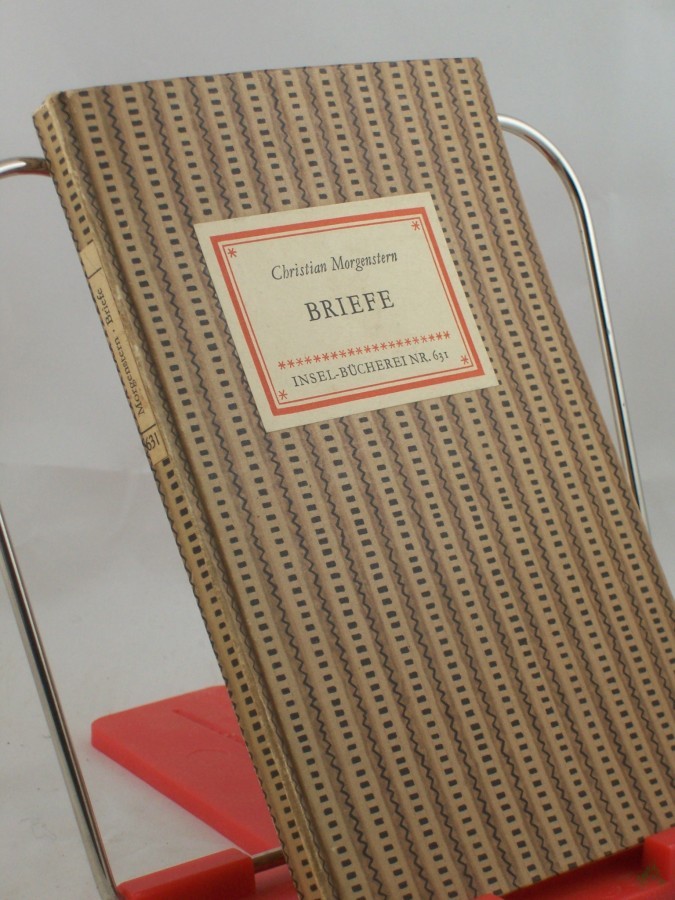 Christian Morgenstern
BRIEFE
INSEL-BÜCHEREI NR. 631
Morgenstern · Briefe
631